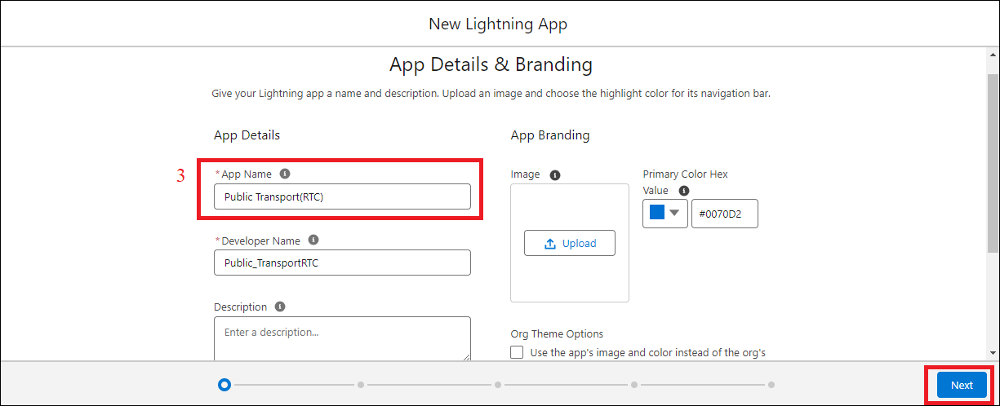 New Lightning App
App Details & Branding
Give your Lightning app a name and description. Upload an image and choose the highlight color for its navigation bar.
App Details
3
* App Name
Public Transport(RTC)
* Developer Name
Public_TransportRTC
Description
Enter a description...
App Branding
Image
Upload
Primary Color Hex
Value
#0070D2
Org Theme Options
Use the app's image and color instead of the org's
Next